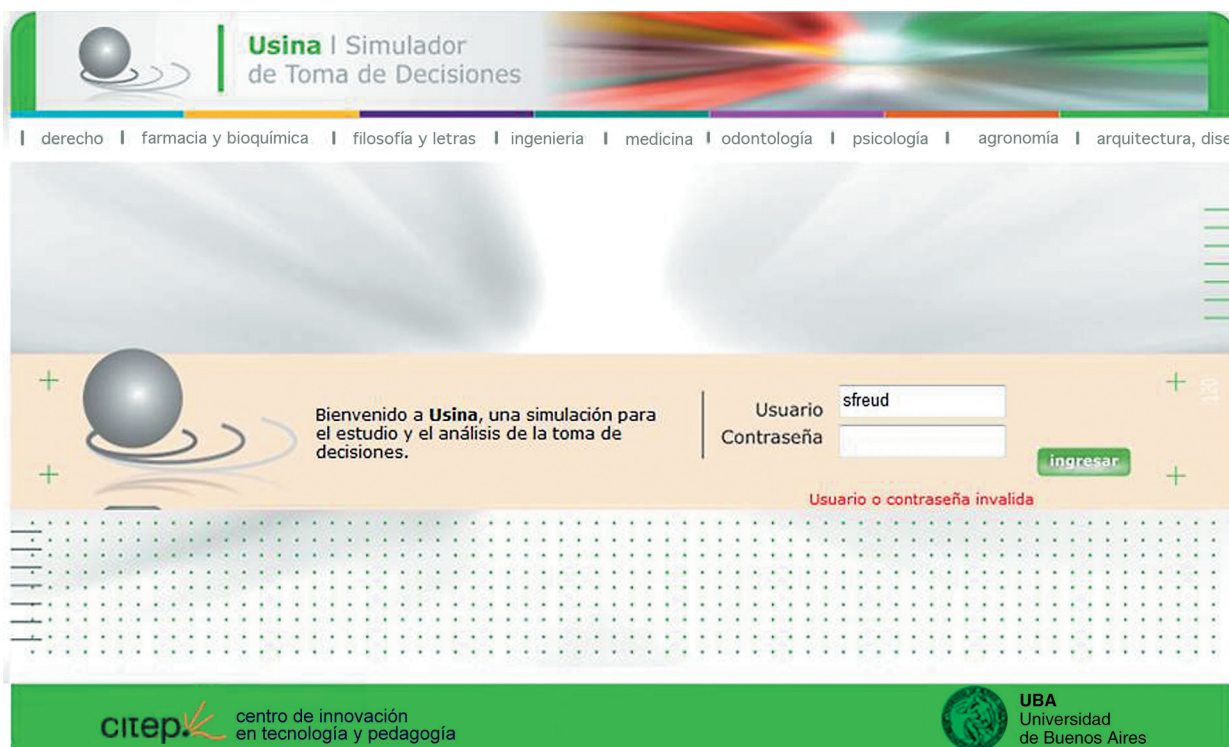 Usina | Simulador
de Toma de Decisiones
derecho | farmacia y bioquímica | filosofía y letras | ingenieria | medicina | odontología | psicología | agronomía | arquitectura, dise
Bienvenido a Usina, una simulación para
el estudio y el análisis de la toma de
decisiones.
Usuario sfreud
Contraseña
ingresar
Usuario o contraseña invalida
citep.
centro de innovación
en tecnología y pedagogía
UBA
Universidad
de Buenos Aires